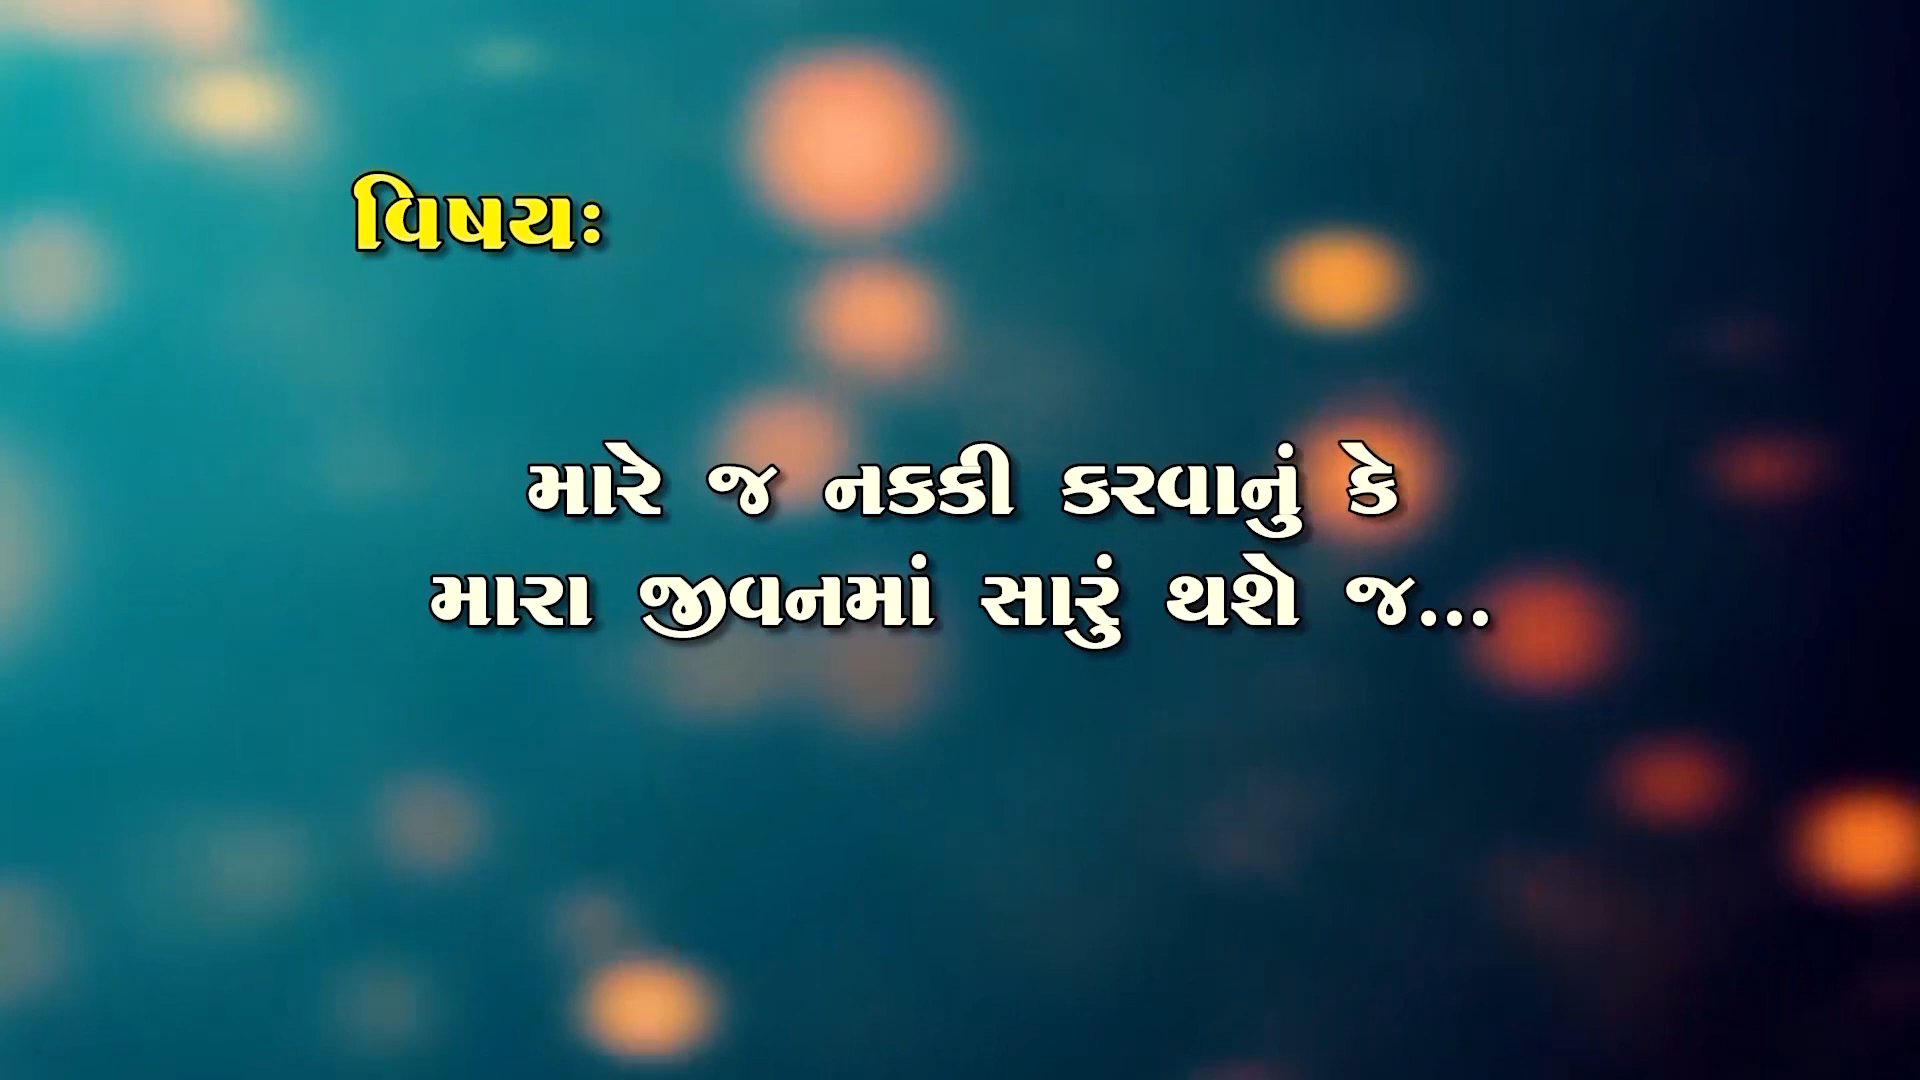 વિષયઃ
મારે જ નકકી કરવાનું કે
મારા જીવનમાં સારું થશે જ...